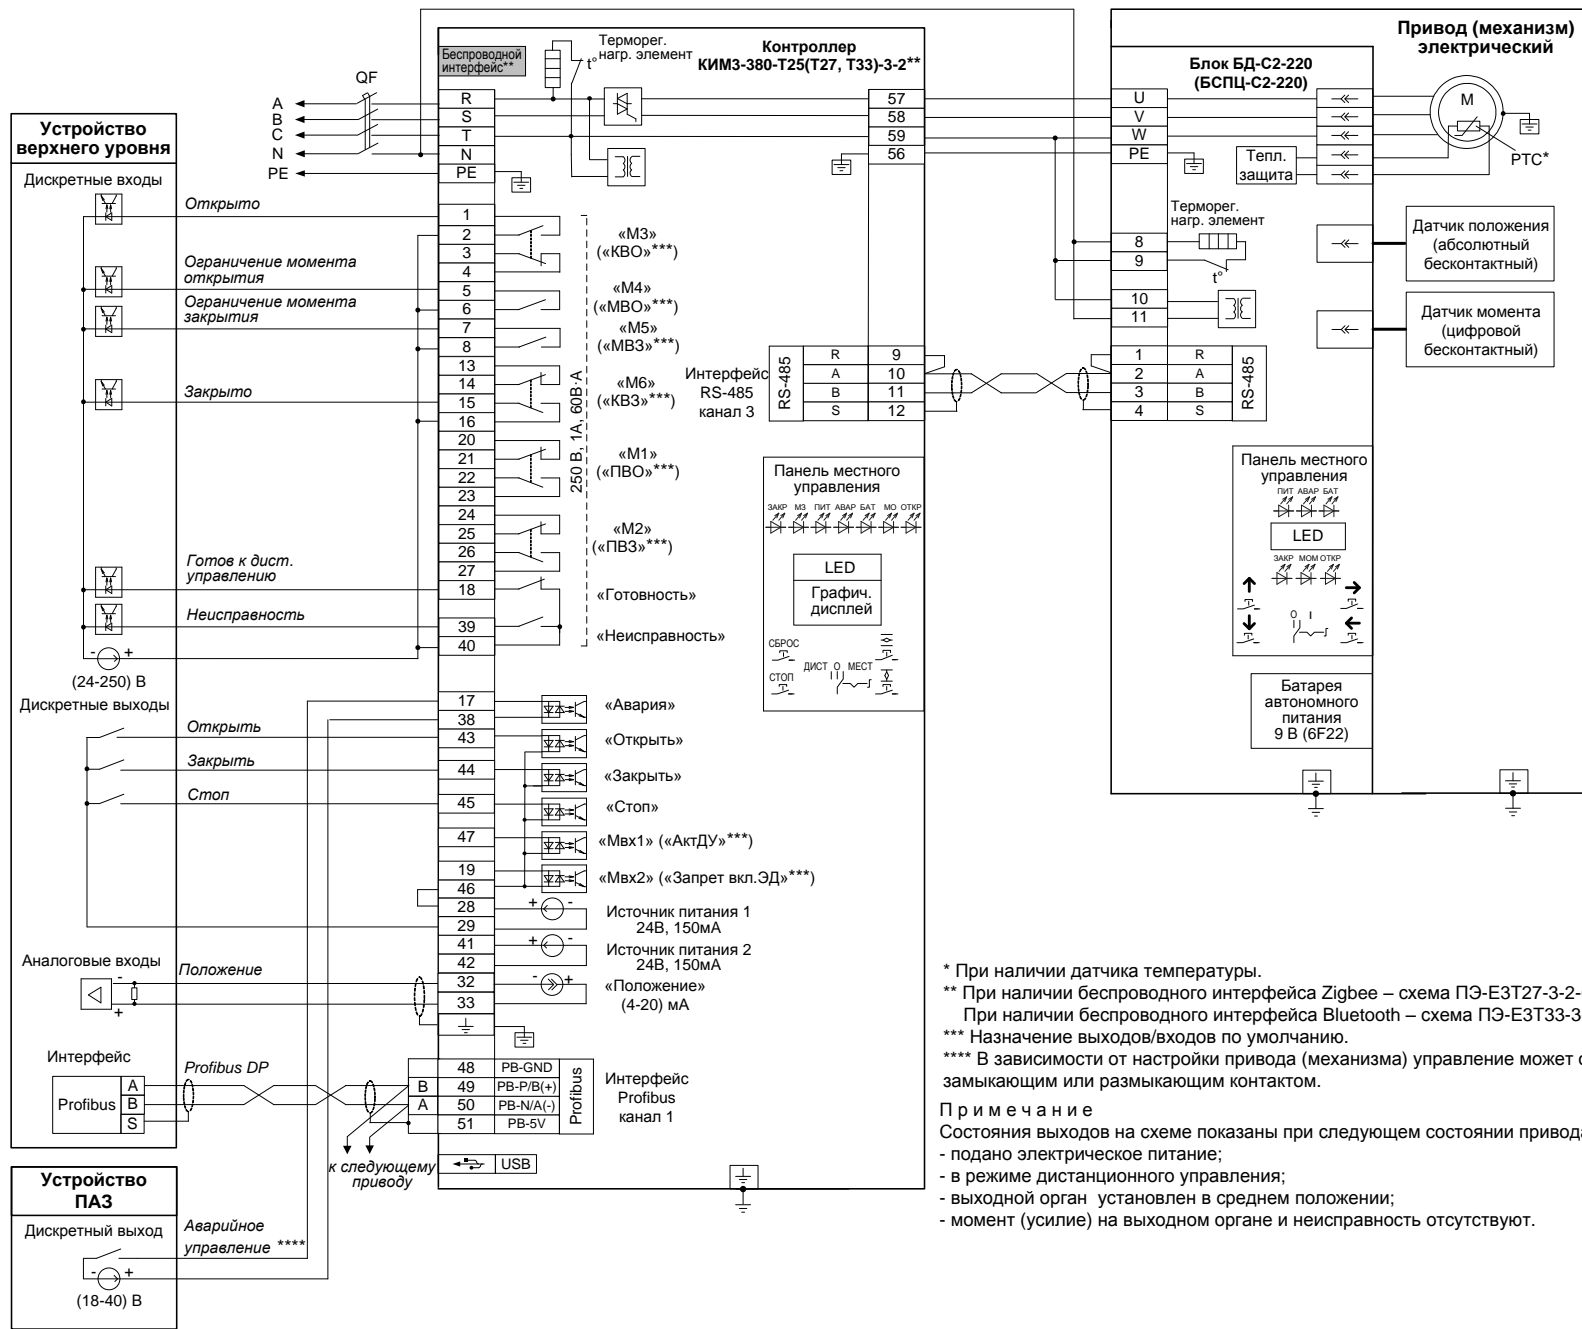 Устройство
верхнего уровня
Дискретные входы
Открыто
Ограничение момента
открытия
Ограничение момента
закрытия
Закрыто
Готов к дист.
управлению
Неисправность
- +
(24-250) В
Дискретные выходы
Открыть
Закрыть
Стоп
Аналоговые входы
Положение
-
+
Интерфейс
Profibus DP
Profibus
A
B
S
Устройство
ПАЗ
Дискретный выход
Аварийное
управление ****
- +
(18-40) В
QF
A
B
C
N
PE
Беспроводной
интерфейс**
Терморег.
нагр. элемент
t°
Контроллер
КИМ3-380-Т25(Т27, Т33)-3-2**
R
S
T
N
PE
57
58
59
56
1
2
3
4
5
6
7
8
13
14
15
16
20
21
22
23
24
25
26
27
18
39
40
«М3»
(«КВО»***)
«М4»
(«МВО»***)
«М5»
(«МВЗ»***)
«М6»
(«КВЗ»***)
«М1»
(«ПВО»***)
«М2»
(«ПВЗ»***)
«Готовность»
«Неисправность»
250 В, 1А, 60В·А
Интерфейс
RS-485
канал 3
RS-485
R 9
A 10
B 11
S 12
Панель местного
управления
ЗАКР МЗ ПИТ АВАР БАТ МО ОТКР
LED
Графич.
дисплей
СБРОС
СТОП
ДИСТ О МЕСТ
17
38
43
44
45
47
19
46
28
29
41
42
32
33
«Авария»
«Открыть»
«Закрыть»
«Стоп»
«Мвх1» («АктДУ»***)
«Мвх2» («Запрет вкл.ЭД»***)
+ -
Источник питания 1
24В, 150мА
+ -
Источник питания 2
24В, 150мА
- +
«Положение»
(4-20) мА
48 PB-GND
B 49 PB-P/B(+)
A 50 PB-N/A(-)
51 PB-5V
Profibus
Интерфейс
Profibus
канал 1
USB
к следующему
приводу
Привод (механизм)
электрический
Блок БД-С2-220
(БСПЦ-С2-220)
U
V
W
PE
M
PTC*
Тепл.
защита
Терморег.
нагр. элемент
t°
8
9
10
11
1 R
2 A
3 B
4 S
RS-485
Датчик положения
(абсолютный
бесконтактный)
Датчик момента
(цифровой
бесконтактный)
Панель местного
управления
ПИТ АВАР БАТ
LED
ЗАКР МОМ ОТКР
О I
Батарея
автономного
питания
9 В (6F22)
* При наличии датчика температуры.
** При наличии беспроводного интерфейса Zigbee – схема ПЭ-Е3Т27-3-2-
При наличии беспроводного интерфейса Bluetooth – схема ПЭ-Е3Т33-3
*** Назначение выходов/входов по умолчанию.
**** В зависимости от настройки привода (механизма) управление может
замыкающим или размыкающим контактом.
П р и м е ч а н и е
Состояния выходов на схеме показаны при следующем состоянии привода
- подано электрическое питание;
- в режиме дистанционного управления;
- выходной орган установлен в среднем положении;
- момент (усилие) на выходном органе и неисправность отсутствуют.